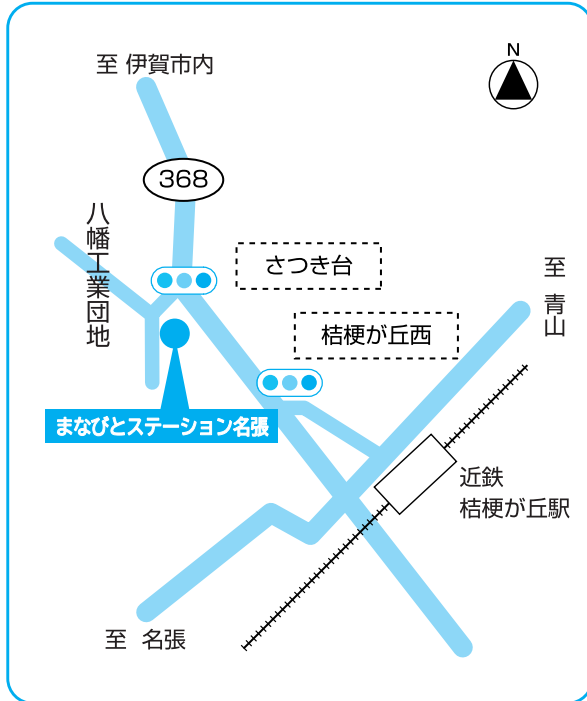 N
至 伊賀市内
368
八幡工業団地
さつき台
至 青山
桔梗が丘西
まなびとステーション名張
近鉄
桔梗が丘駅
至 名張